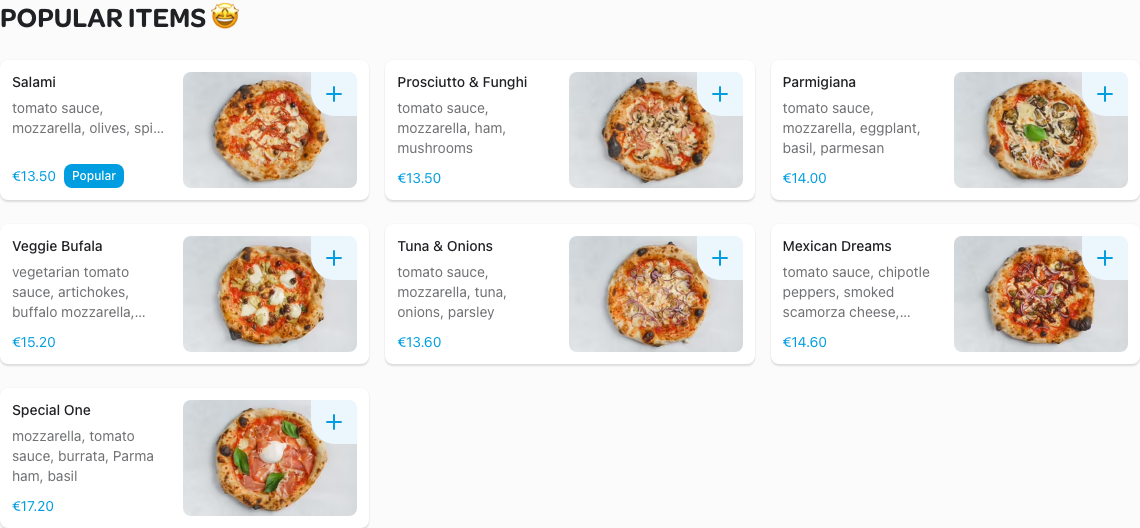 POPULAR ITEMS 🤩
Salami
tomato sauce,
mozzarella, olives, spi...
€13.50 Popular
Prosciutto & Funghi
tomato sauce,
mozzarella, ham,
mushrooms
€13.50
Parmigiana
tomato sauce,
mozzarella, eggplant,
basil, parmesan
€14.00
Veggie Bufala
vegetarian tomato
sauce, artichokes,
buffalo mozzarella,...
€15.20
Tuna & Onions
tomato sauce,
mozzarella, tuna,
onions, parsley
€13.60
Mexican Dreams
tomato sauce, chipotle
peppers, smoked
scamorza cheese,...
€14.60
Special One
mozzarella, tomato
sauce, burrata, Parma
ham, basil
€17.20